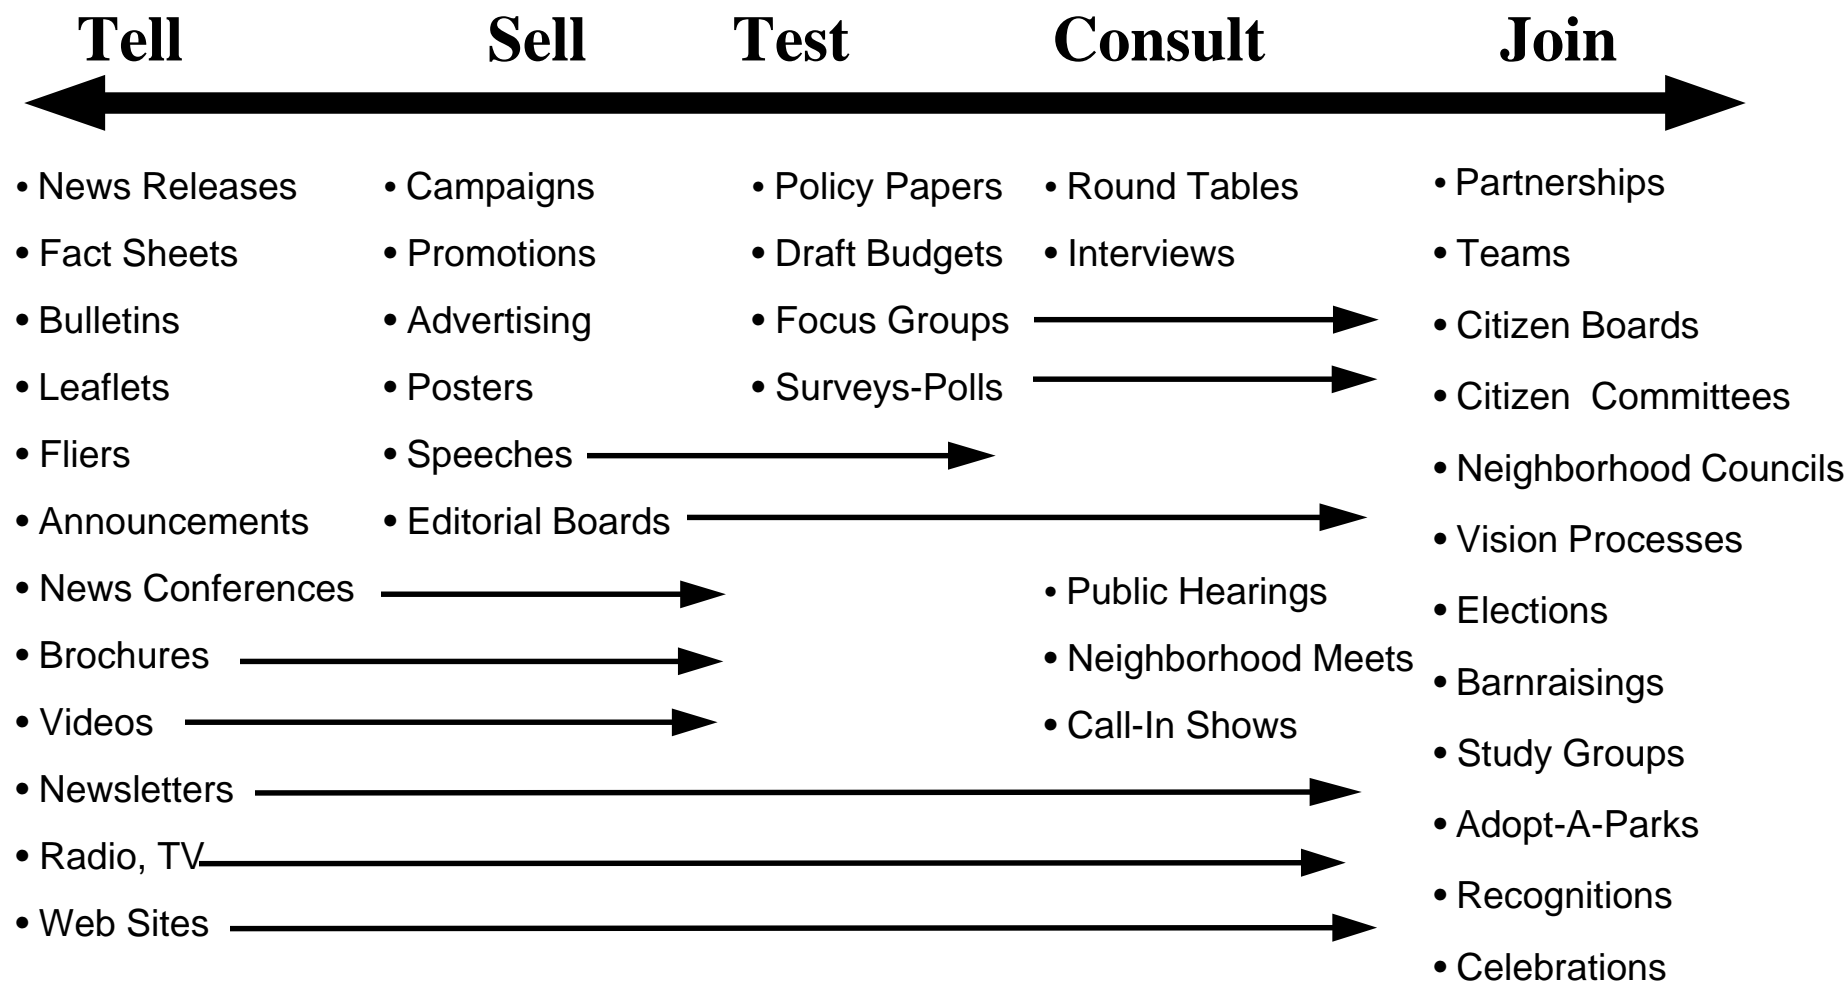 Tell Sell Test Consult Join
• News Releases
• Fact Sheets
• Bulletins
• Leaflets
• Fliers
• Announcements
• News Conferences
• Brochures
• Videos
• Newsletters
• Radio, TV
• Web Sites
• Campaigns
• Promotions
• Advertising
• Posters
• Speeches
• Editorial Boards
• Policy Papers
• Draft Budgets
• Focus Groups
• Surveys-Polls
• Round Tables
• Interviews
• Public Hearings
• Neighborhood Meets
• Call-In Shows
• Partnerships
• Teams
• Citizen Boards
• Citizen  Committees
• Neighborhood Councils
• Vision Processes
• Elections
• Barnraisings
• Study Groups
• Adopt-A-Parks
• Recognitions
• Celebrations